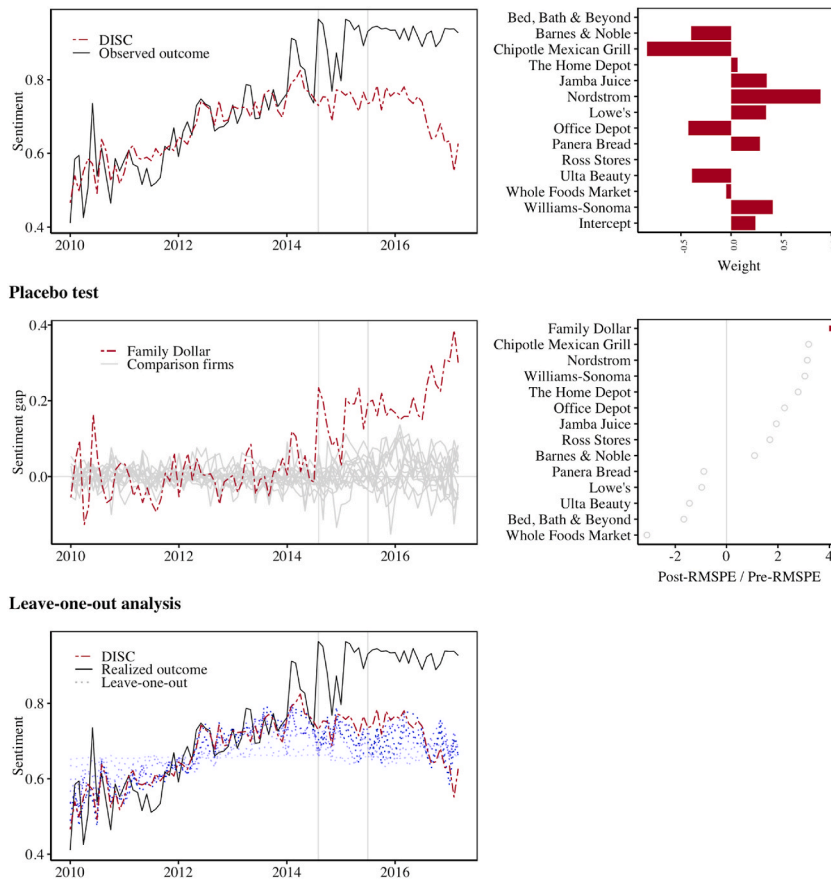 DISC
Observed outcome
Sentiment
0.8
0.6
0.4
2010 2012 2014 2016
Bed, Bath & Beyond
Barnes & Noble
Chipotle Mexican Grill
The Home Depot
Jamba Juice
Nordstrom
Lowe's
Office Depot
Panera Bread
Ross Stores
Ulta Beauty
Whole Foods Market
Williams-Sonoma
Intercept
-0.5 0.0 0.5
Weight
Placebo test
Family Dollar
Comparison firms
Sentiment gap
0.4
0.2
0.0
2010 2012 2014 2016
Family Dollar
Chipotle Mexican Grill
Nordstrom
Williams-Sonoma
The Home Depot
Office Depot
Jamba Juice
Ross Stores
Barnes & Noble
Panera Bread
Lowe's
Ulta Beauty
Bed, Bath & Beyond
Whole Foods Market
-2 0 2 4
Post-RMSPE / Pre-RMSPE
Leave-one-out analysis
DISC
Realized outcome
Leave-one-out
Sentiment
0.8
0.6
0.4
2010 2012 2014 2016